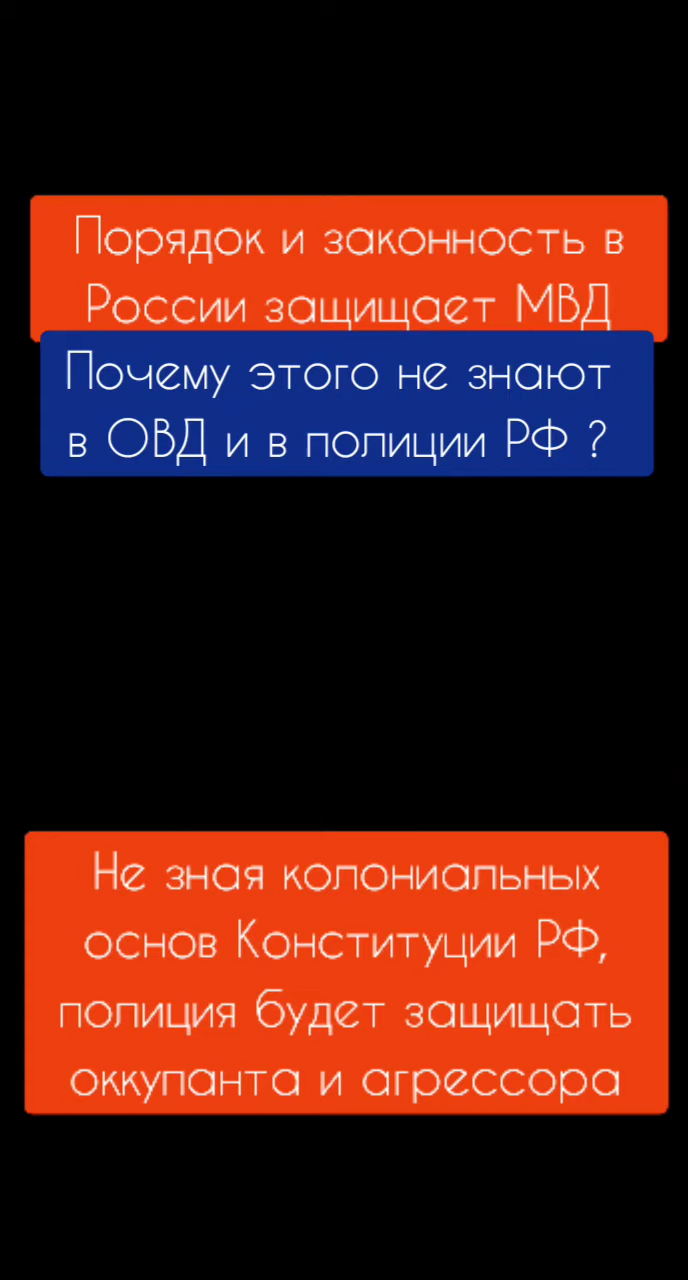 Порядок и законность в
России защищает МВД
Почему этого не знают
в ОВД и в полиции РФ ?
Не зная колониальных
основ Конституции РФ,
полиция будет защищать
оккупанта и агрессора